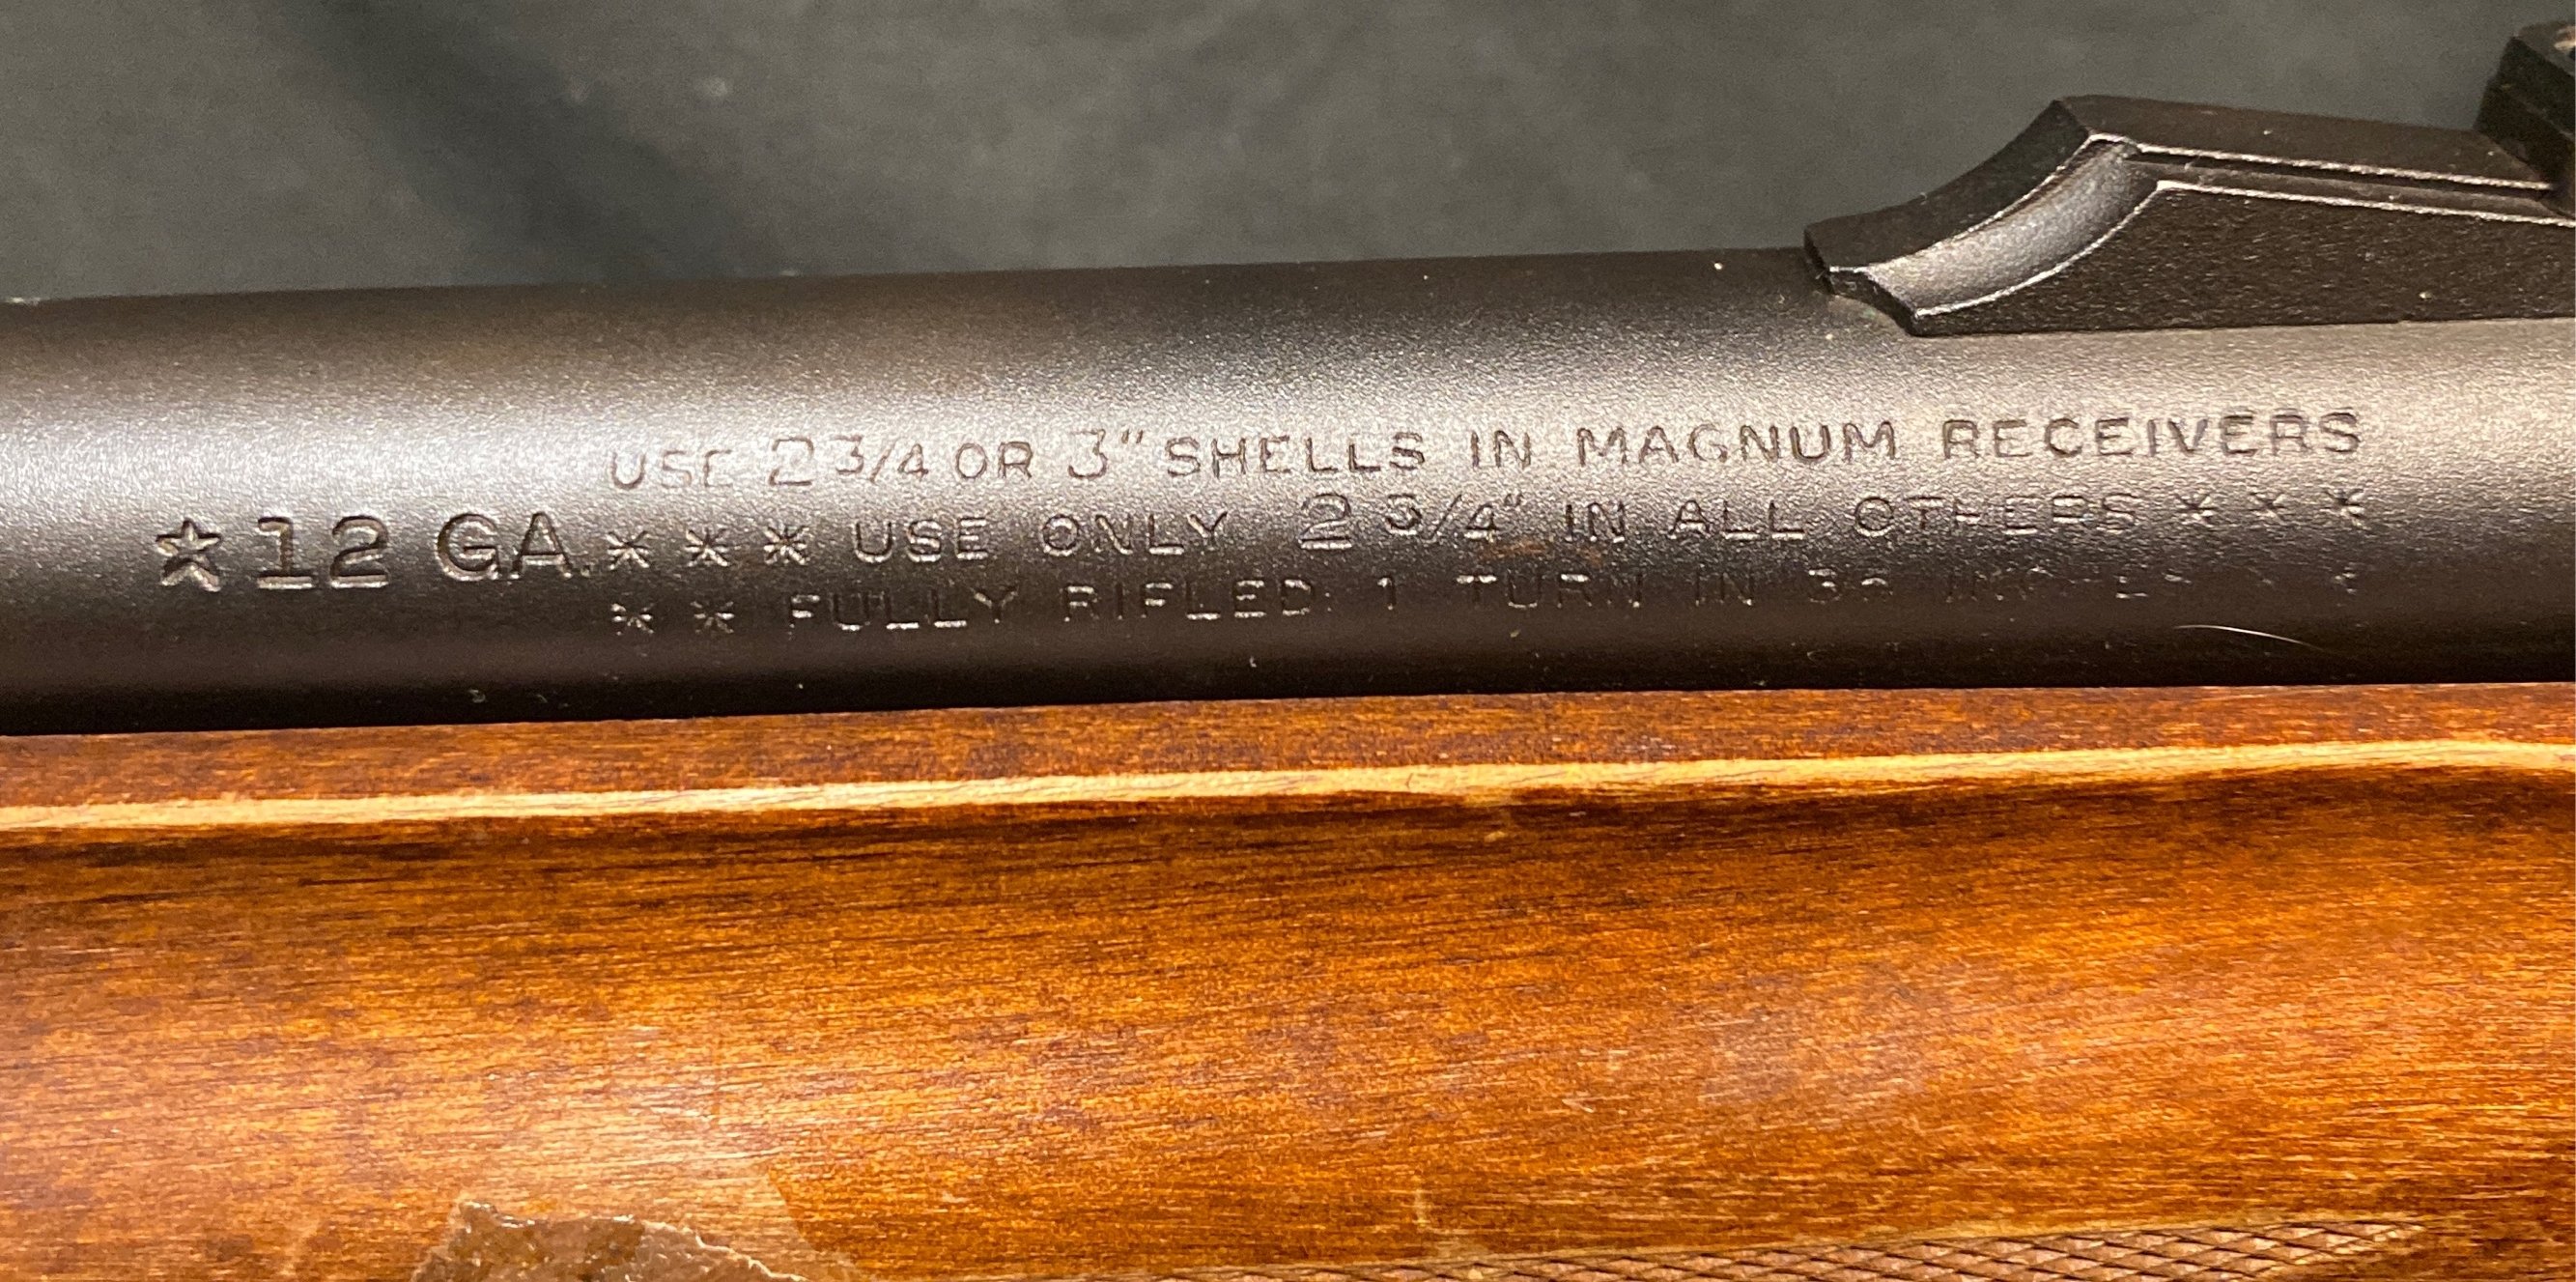 USE 2 3/4 OR 3" SHELLS IN MAGNUM RECEIVERS
☆ 12 GA. * * * USE ONLY 2 3/4" IN ALL OTHERS * * *
* * FULLY RIFLED 1 TURN IN